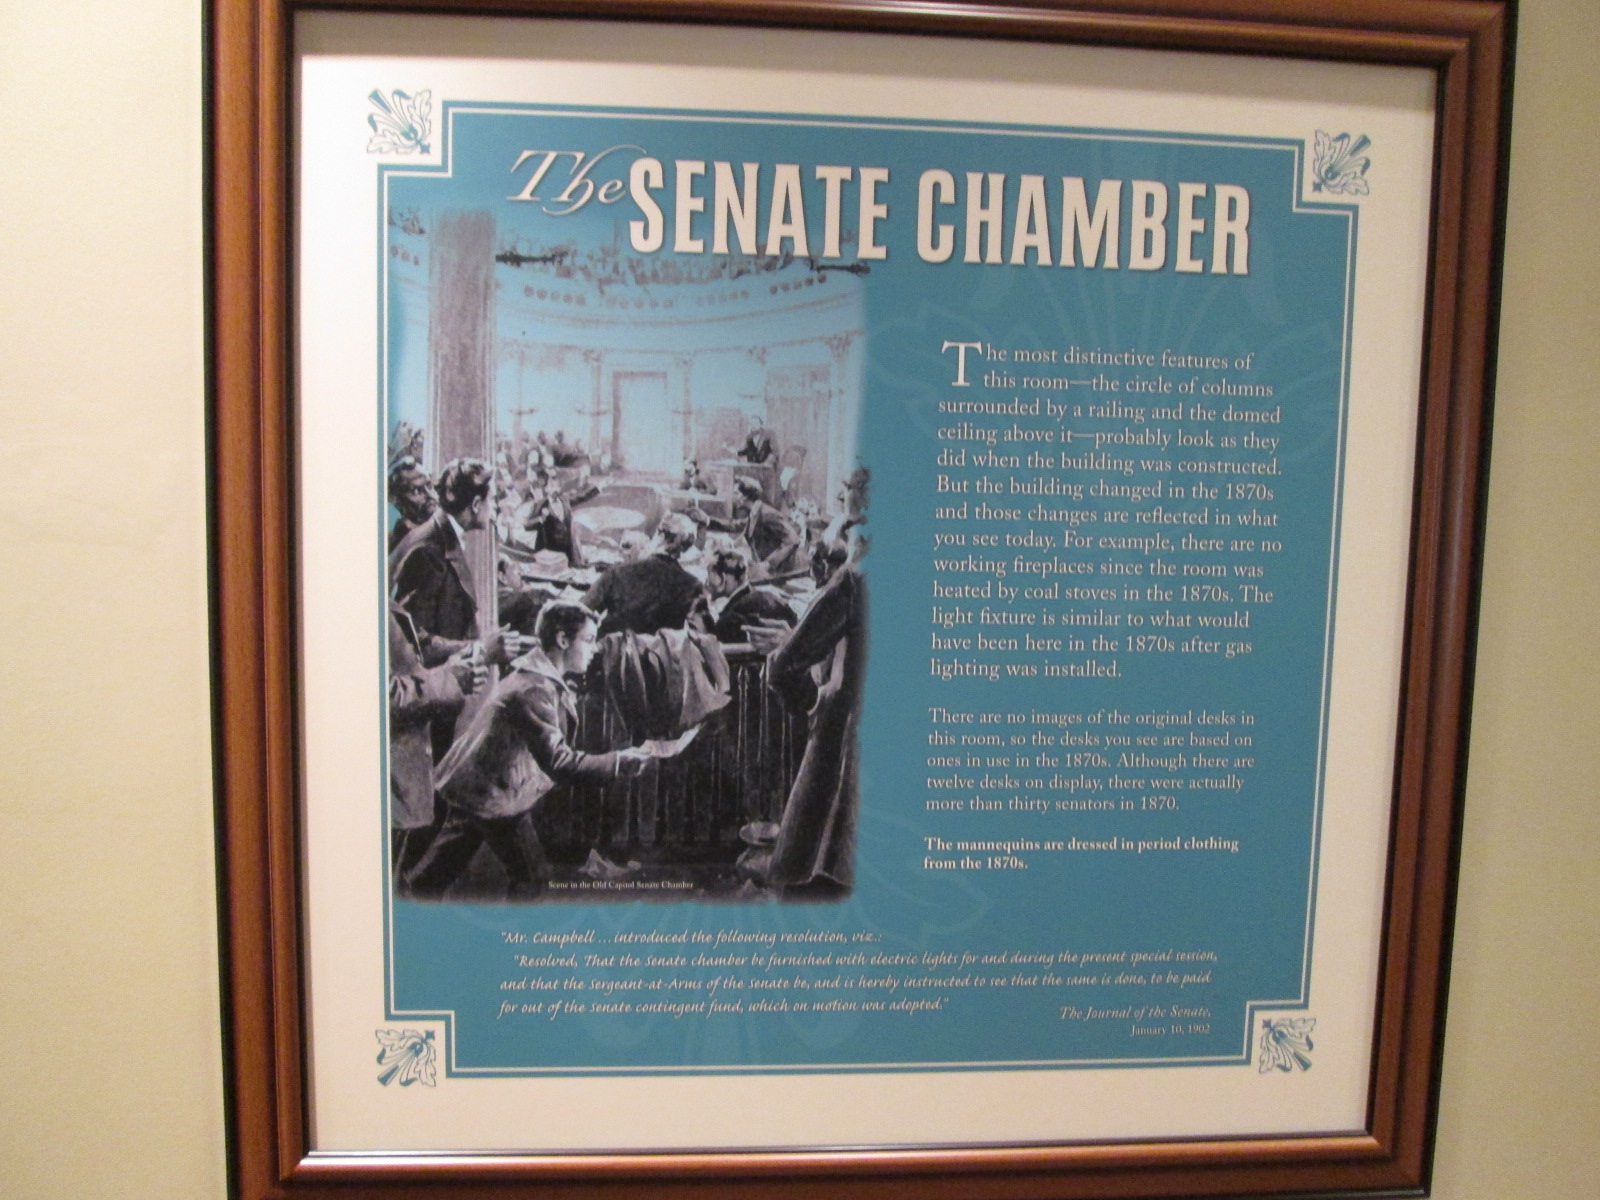 The SENATE CHAMBER
The most distinctive features of
this room—the circle of columns
surrounded by a railing and the domed
ceiling above it—probably look as they
did when the building was constructed.
But the building changed in the 1870s
and those changes are reflected in what
you see today. For example, there are no
working fireplaces since the room was
heated by coal stoves in the 1870s. The
light fixture is similar to what would
have been here in the 1870s after gas
lighting was installed.
There are no images of the original desks in
this room, so the desks you see are based on
ones in use in the 1870s. Although there are
twelve desks on display, there were actually
more than thirty senators in 1870.
The mannequins are dressed in period clothing
from the 1870s.
Scene in the Old Capitol Senate Chamber
"Mr. Campbell ... introduced the following resolution, viz.:
"Resolved, That the Senate chamber be furnished with electric lights for and during the present special session,
and that the Sergeant-at-Arms of the Senate be, and is hereby instructed to see that the same is done, to be paid
for out of the Senate contingent fund, which on motion was adopted."
The Journal of the Senate,
January 10, 1902